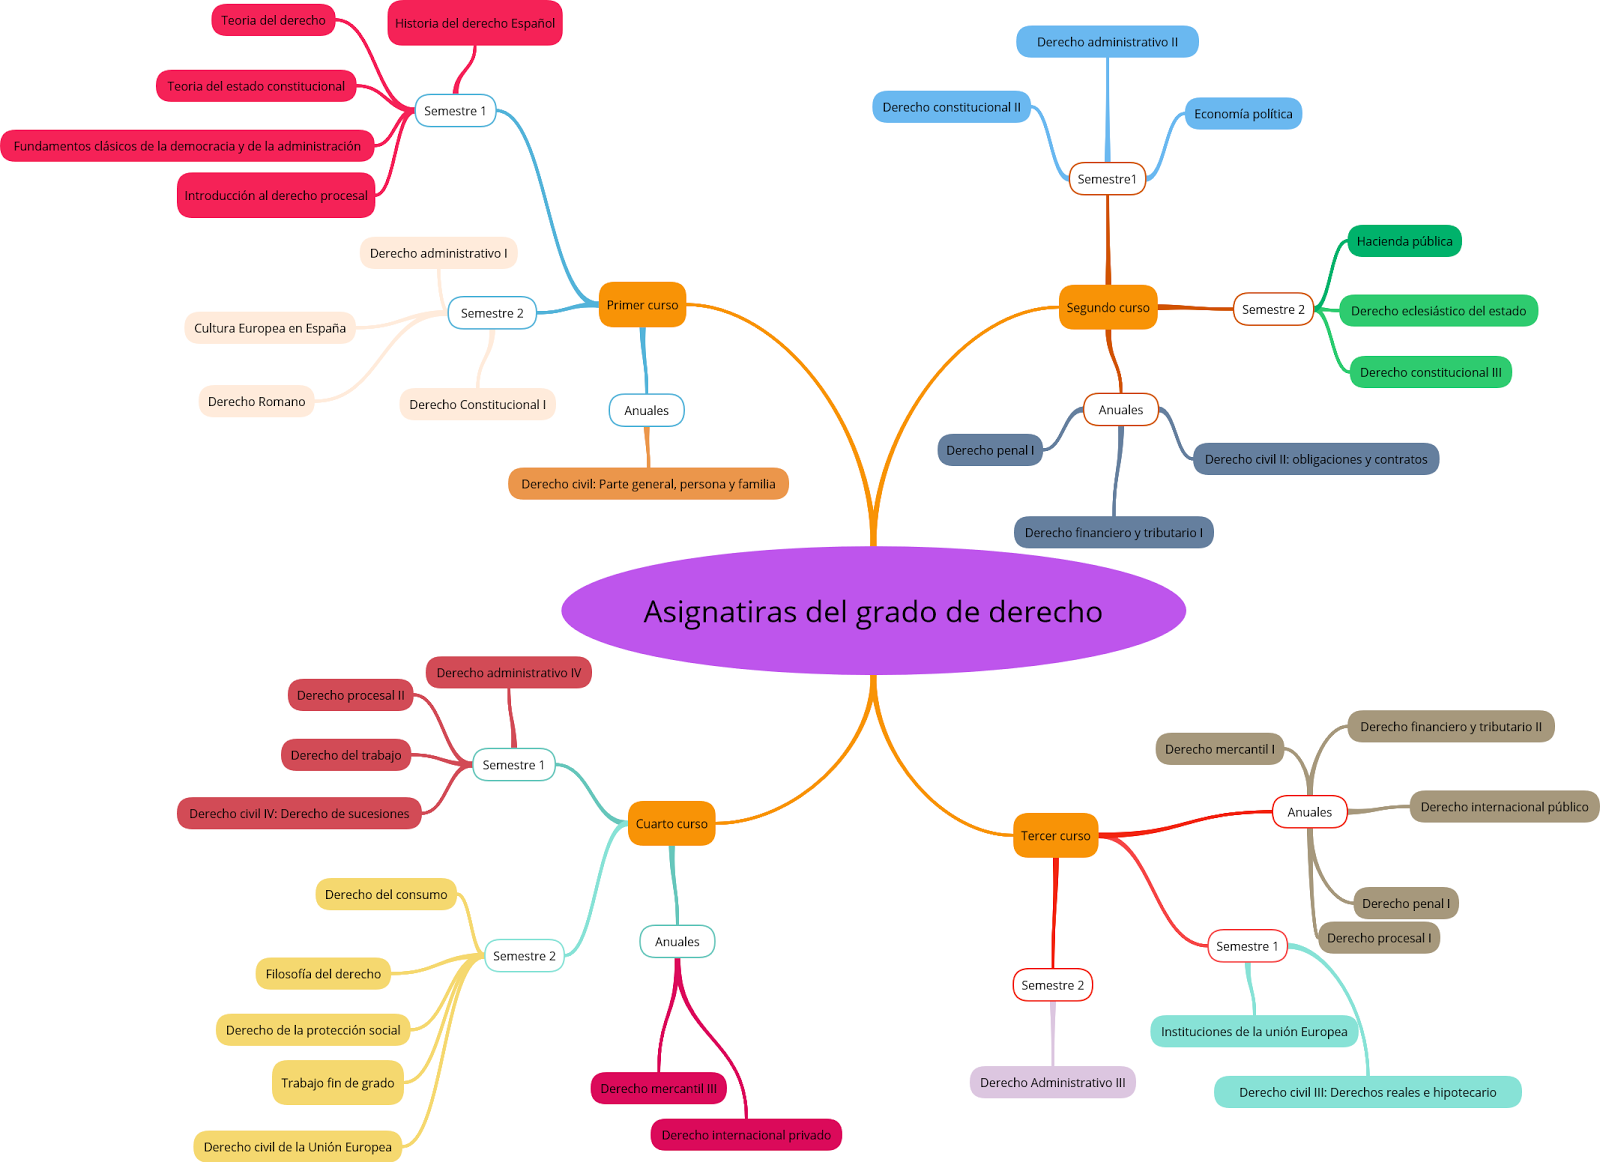 Asignatiras del grado de derecho
Primer curso
Semestre 1
Historia del derecho Español
Teoria del derecho
Teoria del estado constitucional
Fundamentos clásicos de la democracia y de la administración
Introducción al derecho procesal
Semestre 2
Derecho administrativo I
Cultura Europea en España
Derecho Romano
Derecho Constitucional I
Anuales
Derecho civil: Parte general, persona y familia
Segundo curso
Semestre1
Derecho administrativo II
Derecho constitucional II
Economía política
Semestre 2
Hacienda pública
Derecho eclesiástico del estado
Derecho constitucional III
Anuales
Derecho penal I
Derecho civil II: obligaciones y contratos
Derecho financiero y tributario I
Tercer curso
Anuales
Derecho financiero y tributario II
Derecho mercantil I
Derecho internacional público
Derecho penal I
Derecho procesal I
Semestre 1
Instituciones de la unión Europea
Derecho civil III: Derechos reales e hipotecario
Semestre 2
Derecho Administrativo III
Cuarto curso
Semestre 1
Derecho administrativo IV
Derecho procesal II
Derecho del trabajo
Derecho civil IV: Derecho de sucesiones
Semestre 2
Derecho del consumo
Filosofía del derecho
Derecho de la protección social
Trabajo fin de grado
Derecho civil de la Unión Europea
Anuales
Derecho mercantil III
Derecho internacional privado